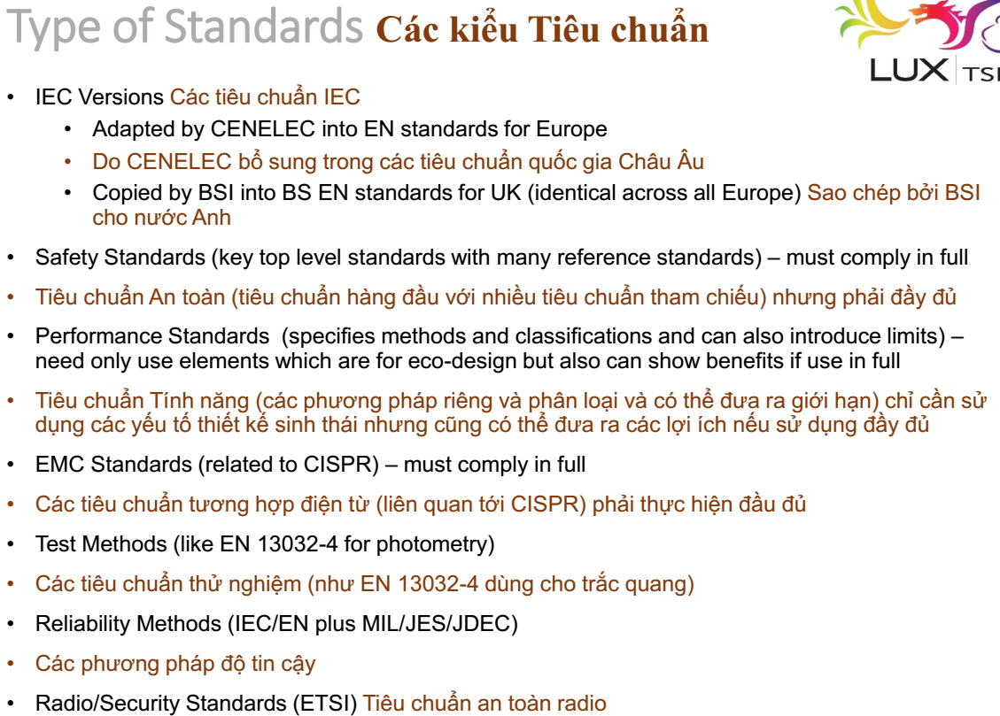 Type of Standards Các kiểu Tiêu chuẩn
LUX
• IEC Versions Các tiêu chuẩn IEC
• Adapted by CENELEC into EN standards for Europe
• Do CENELEC bổ sung trong các tiêu chuẩn quốc gia Châu Âu
• Copied by BSI into BS EN standards for UK (identical across all Europe) Sao chép bởi BSI
cho nước Anh
• Safety Standards (key top level standards with many reference standards) – must comply in full
• Tiêu chuẩn An toàn (tiêu chuẩn hàng đầu với nhiều tiêu chuẩn tham chiếu) nhưng phải đầy đủ
• Performance Standards (specifies methods and classifications and can also introduce limits) –
need only use elements which are for eco-design but also can show benefits if use in full
• Tiêu chuẩn Tính năng (các phương pháp riêng và phân loại và có thể đưa ra giới hạn) chỉ cần sử
dụng các yếu tố thiết kế sinh thái nhưng cũng có thể đưa ra các lợi ích nếu sử dụng đầy đủ
• EMC Standards (related to CISPR) – must comply in full
• Các tiêu chuẩn tương hợp điện từ (liên quan tới CISPR) phải thực hiện đầu đủ
• Test Methods (like EN 13032-4 for photometry)
• Các tiêu chuẩn thử nghiệm (như EN 13032-4 dùng cho trắc quang)
• Reliability Methods (IEC/EN plus MIL/JES/JDEC)
• Các phương pháp độ tin cậy
• Radio/Security Standards (ETSI) Tiêu chuẩn an toàn radio